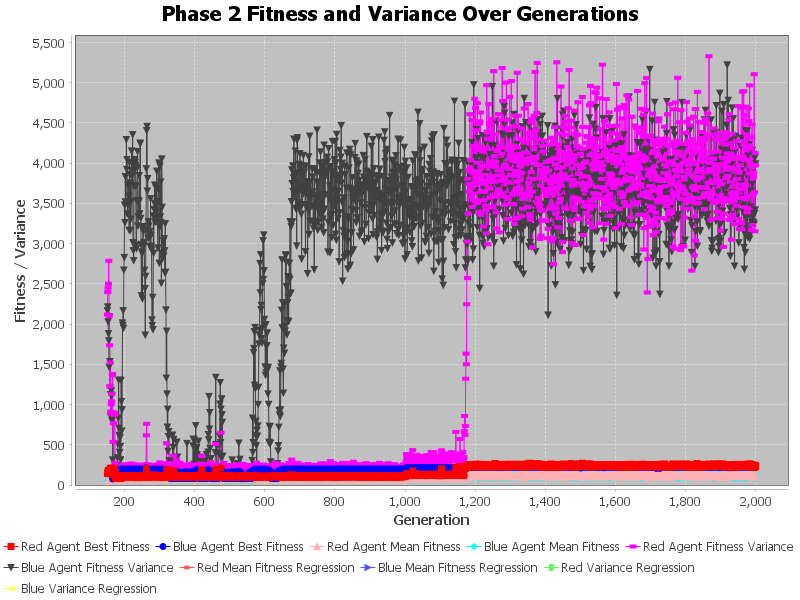 Phase 2 Fitness and Variance Over Generations
5,500
5,000
4,500
4,000
3,500
3,000
2,500
2,000
1,500
1,000
500
0
Fitness / Variance
200 400 600 800 1,000 1,200 1,400 1,600 1,800 2,000
Generation
Red Agent Best Fitness Blue Agent Best Fitness Red Agent Mean Fitness Blue Agent Mean Fitness Red Agent Fitness Variance
Blue Agent Fitness Variance Red Mean Fitness Regression Blue Mean Fitness Regression Red Variance Regression
Blue Variance Regression